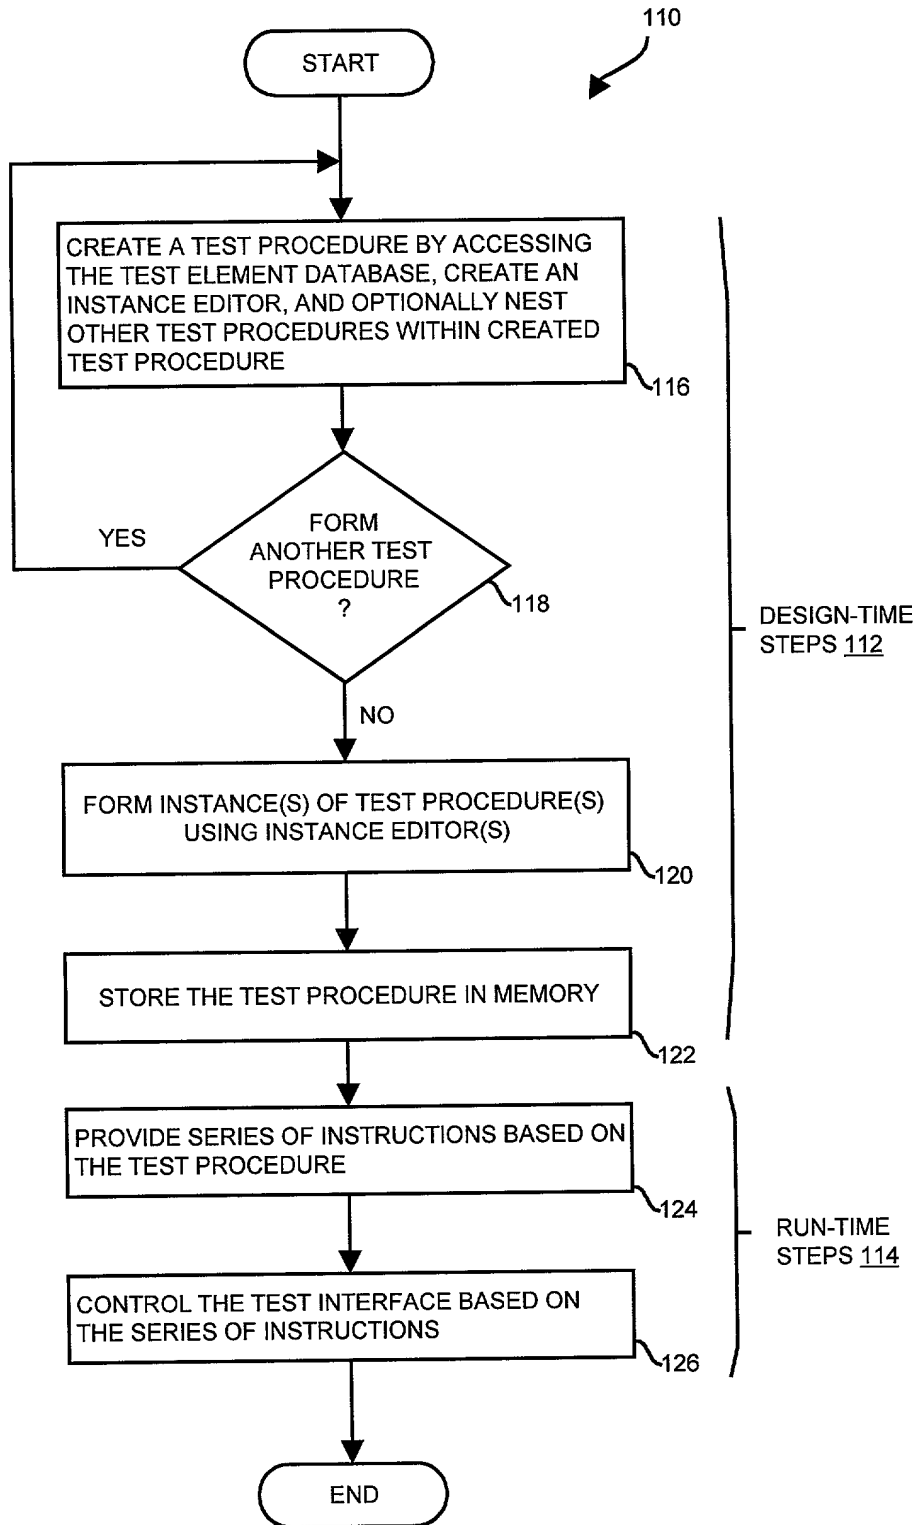 110
START
CREATE A TEST PROCEDURE BY ACCESSING
THE TEST ELEMENT DATABASE, CREATE AN
INSTANCE EDITOR, AND OPTIONALLY NEST
OTHER TEST PROCEDURES WITHIN CREATED
TEST PROCEDURE
116
YES
FORM
ANOTHER TEST
PROCEDURE
?
118
DESIGN-TIME
STEPS 112
NO
FORM INSTANCE(S) OF TEST PROCEDURE(S)
USING INSTANCE EDITOR(S)
120
STORE THE TEST PROCEDURE IN MEMORY
122
PROVIDE SERIES OF INSTRUCTIONS BASED ON
THE TEST PROCEDURE
124
RUN-TIME
STEPS 114
CONTROL THE TEST INTERFACE BASED ON
THE SERIES OF INSTRUCTIONS
126
END